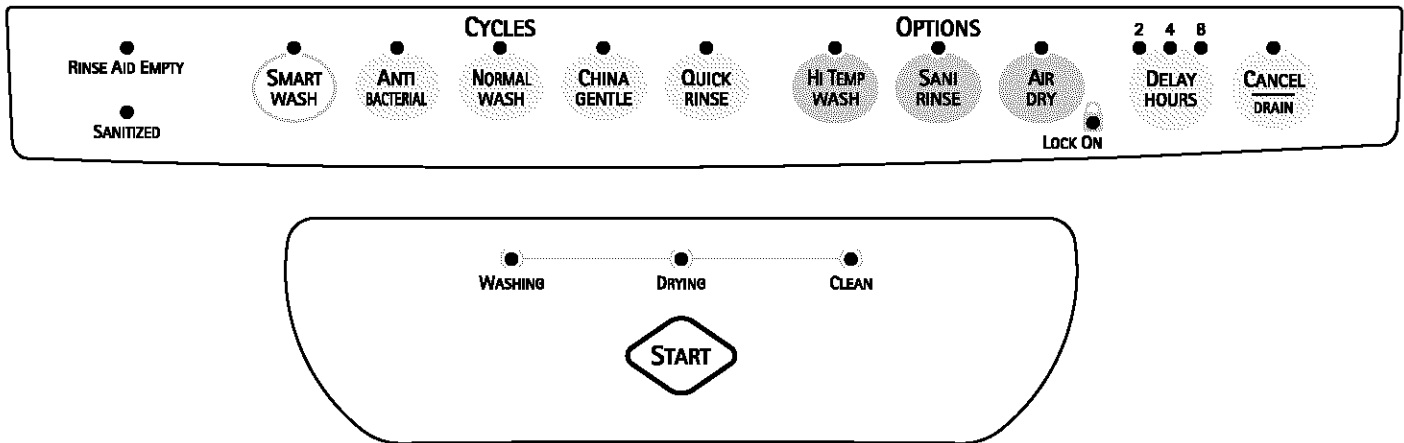 CYCLES
OPTIONS
2 4 8
RINSE AID EMPTY
SANITIZED
SMART
WASH
ANTI
BACTERIAL
NORMAL
WASH
CHINA
GENTLE
QUICK
RINSE
HI TEMP
WASH
SANI
RINSE
AIR
DRY
LOCK ON
DELAY
HOURS
CANCEL
DRAIN
WASHING
DRYING
CLEAN
START